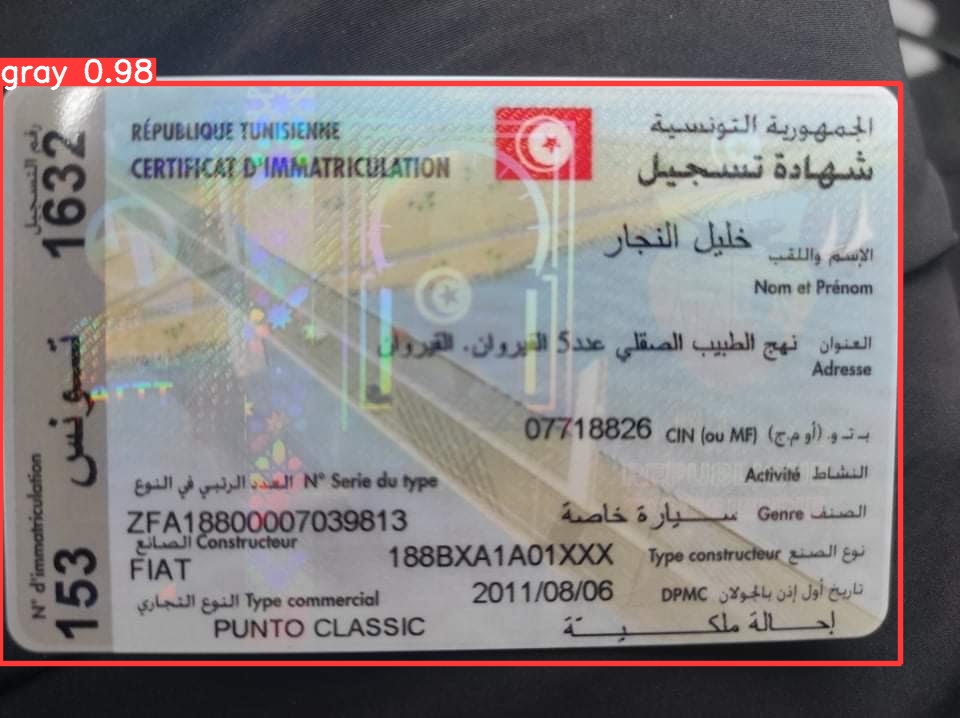 gray 0.98
رقم التسجيل
153 تونس 1632
N° d'immatriculation
RÉPUBLIQUE TUNISIENNE
الجمهورية التونسية
CERTIFICAT D'IMMATRICULATION
شهادة تسجيل
الإسم واللقب خليل النجار
Nom et Prénom
العنوان نهج الطبيب الصقلي عدد5 القيروان. القيروان
Adresse
ب.ت.و. (أو م.ج) CIN (ou MF) 07718826
النشاط Activité
العدد الرتبي في النوع N° Serie du type
ZFA18800007039813
الصنف Genre سيارة خاصة
الصانع Constructeur
FIAT
نوع الصنع Type constructeur 188BXA1A01XXX
تاريخ أول إذن بالجولان DPMC 2011/08/06
النوع التجاري Type commercial
PUNTO CLASSIC
إحالة ملكية